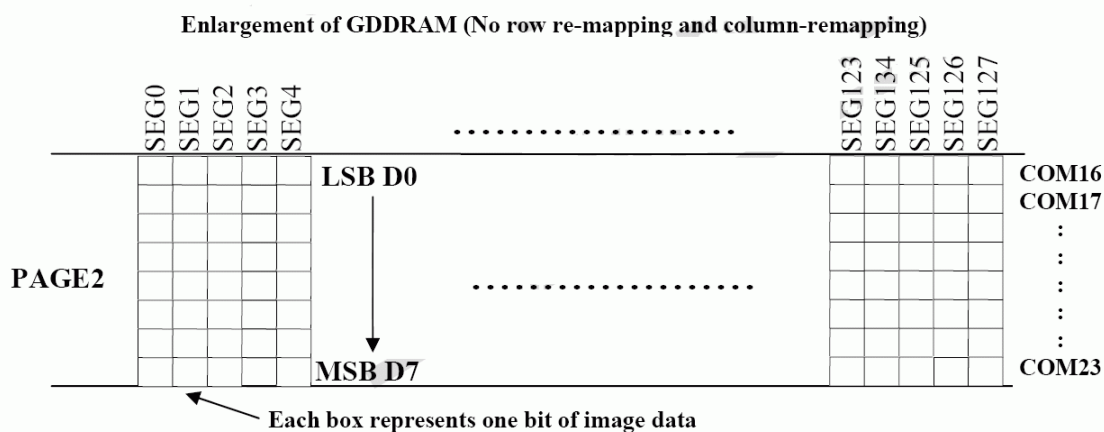 Enlargement of GDDRAM (No row re-mapping and column-remapping)
SEG0
SEG1
SEG2
SEG3
SEG4
SEG123
SEG134
SEG125
SEG126
SEG127
LSB D0
COM16
COM17
PAGE2
MSB D7
COM23
Each box represents one bit of image data